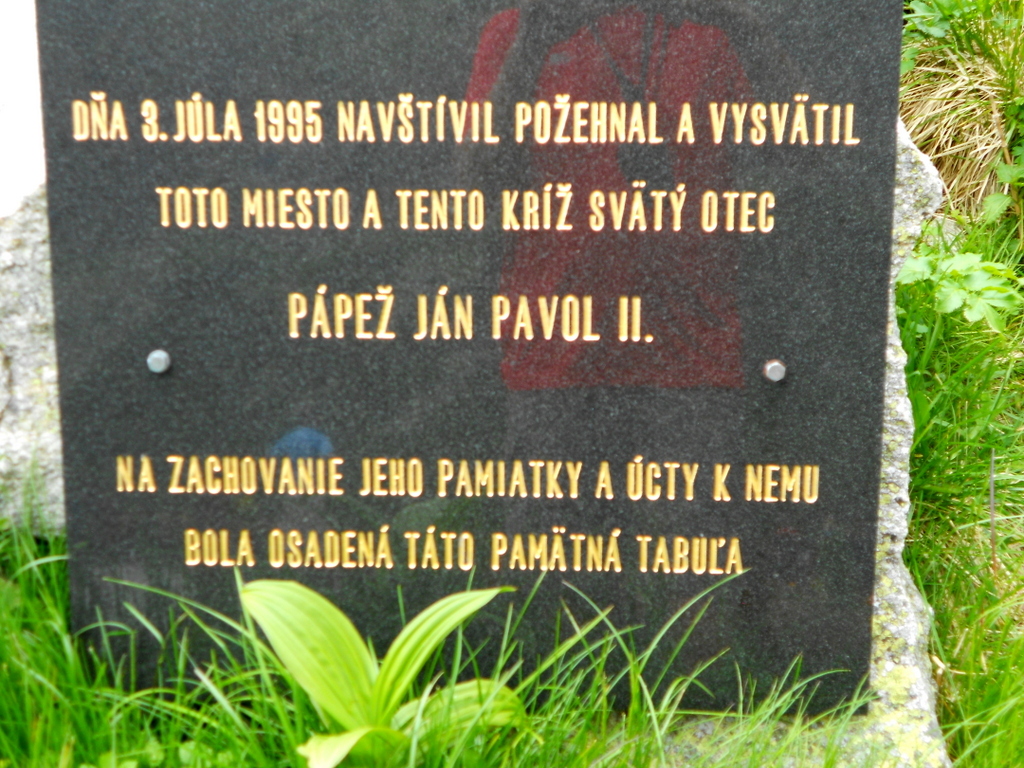 DŇA 3. JÚLA 1995 NAVŠTÍVIL POŽEHNAL A VYSVÄTIL
TOTO MIESTO A TENTO KRÍŽ SVÄTÝ OTEC
PÁPEŽ JÁN PAVOL II.
NA ZACHOVANIE JEHO PAMIATKY A ÚCTY K NEMU
BOLA OSADENÁ TÁTO PAMÄTNÁ TABUĽA